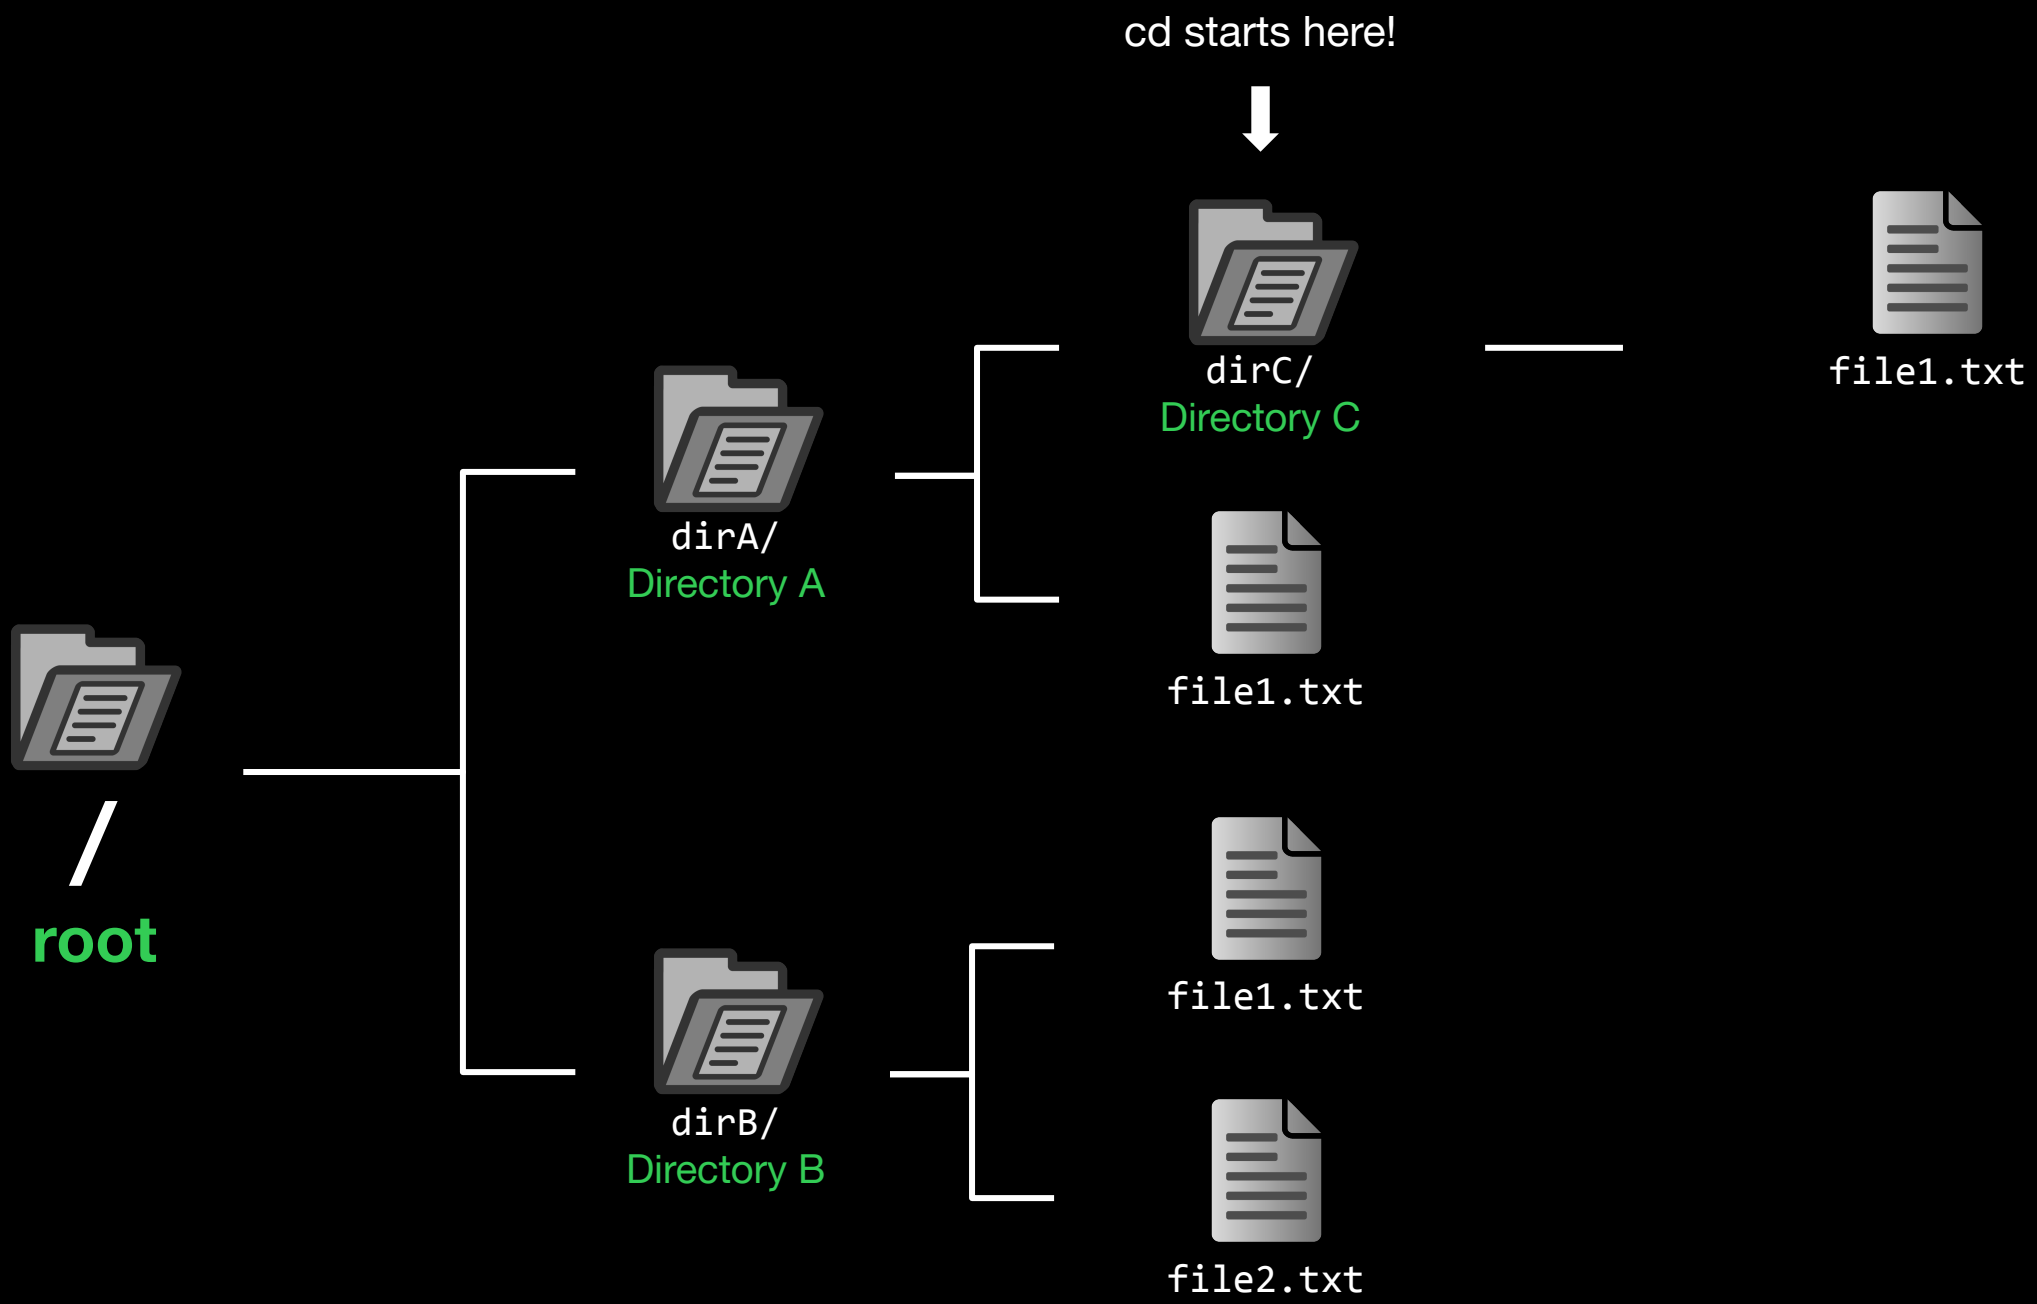 cd starts here!
dirC/
Directory C
file1.txt
dirA/
Directory A
file1.txt
/
root
file1.txt
dirB/
Directory B
file2.txt